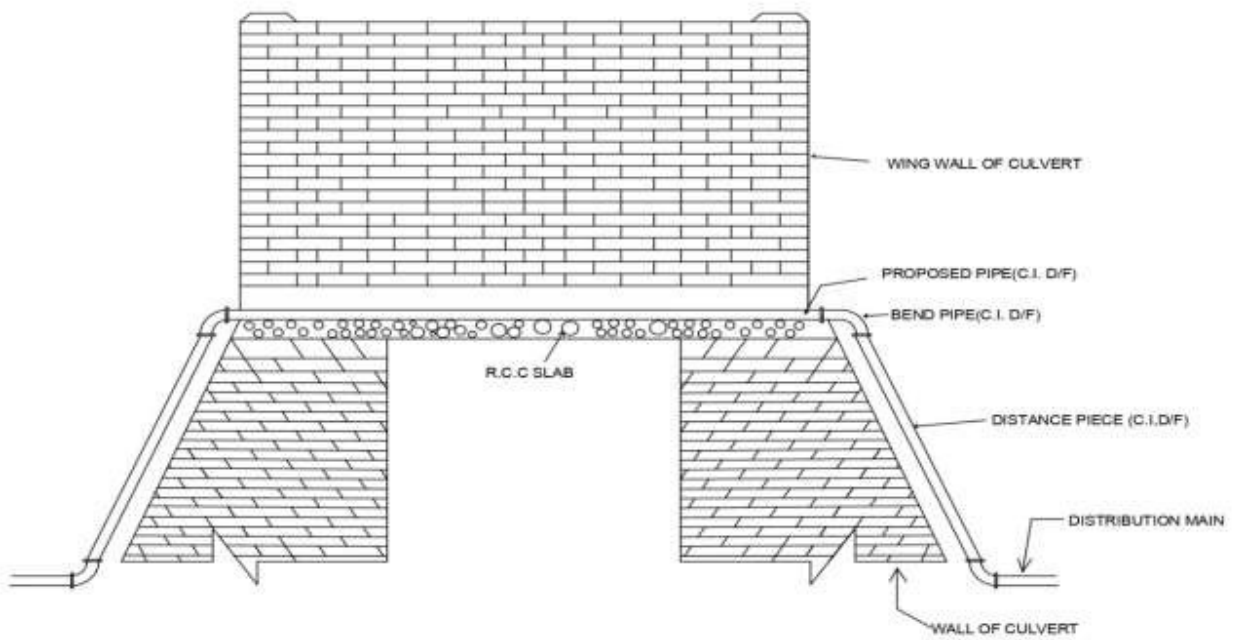 WING WALL OF CULVERT
PROPOSED PIPE(C.I. D/F)
BEND PIPE(C.I. D/F)
R.C.C SLAB
DISTANCE PIECE (C.I.D/F)
DISTRIBUTION MAIN
WALL OF CULVERT